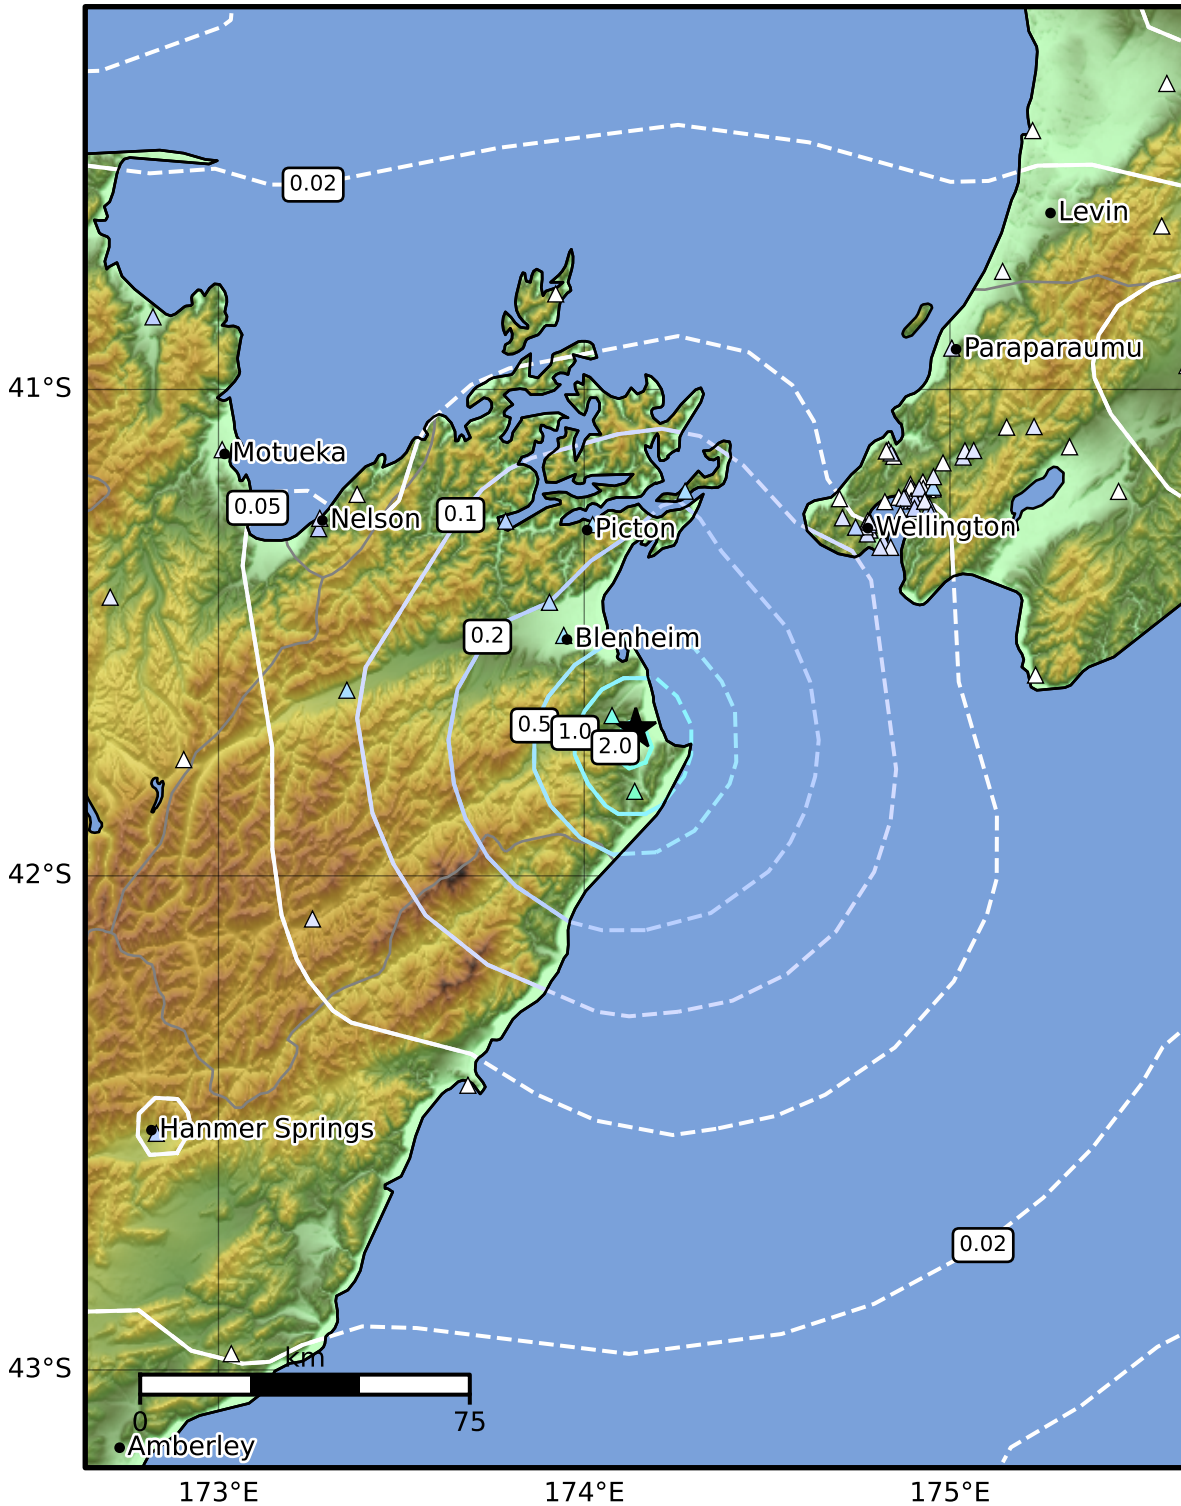 0.02
Levin
Paraparaumu
41°S
Motueka
0.05
Nelson
0.1
Picton
Wellington
0.2
Blenheim
0.5
1.0
2.0
42°S
Hanmer Springs
0.02
43°S
km
0
75
Amberley
173°E
174°E
175°E